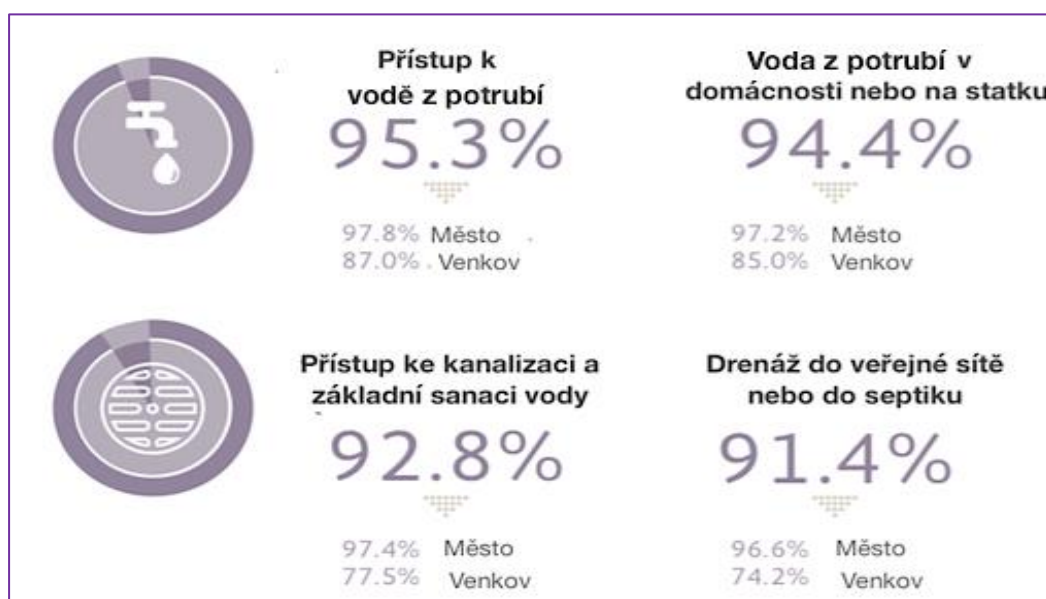 Přístup k
vodě z potrubí
95.3%
97.8% Město
87.0% Venkov
Voda z potrubí v
domácnosti nebo na statku
94.4%
97.2% Město
85.0% Venkov
Přístup ke kanalizaci a
základní sanaci vody
92.8%
97.4% Město
77.5% Venkov
Drenáž do veřejné sítě
nebo do septiku
91.4%
96.6% Město
74.2% Venkov